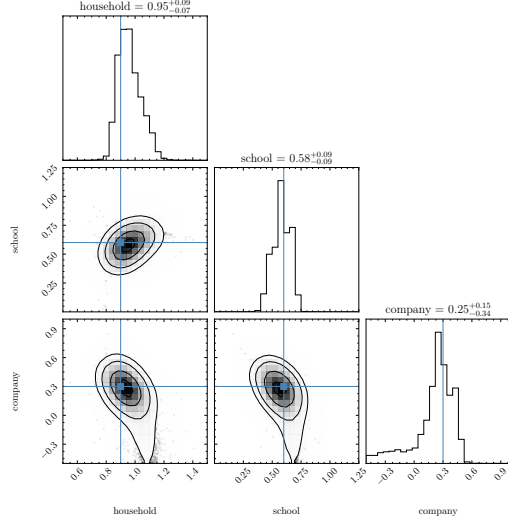 household = 0.95+0.09 −0.07
school = 0.58+0.09 −0.09
company = 0.25+0.15 −0.34
1.25
1.00
0.75
0.50
0.25
school
0.9
0.6
0.3
0.0
−0.3
company
0.6 0.8 1.0 1.2 1.4
0.25 0.50 0.75 1.00 1.25
−0.3 0.0 0.3 0.6 0.9
household school company